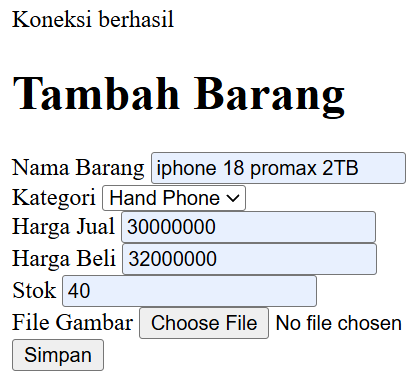 Koneksi berhasil
Tambah Barang
Nama Barang iphone 18 promax 2TB
Kategori Hand Phone
Harga Jual 30000000
Harga Beli 32000000
Stok 40
File Gambar Choose File No file chosen
Simpan